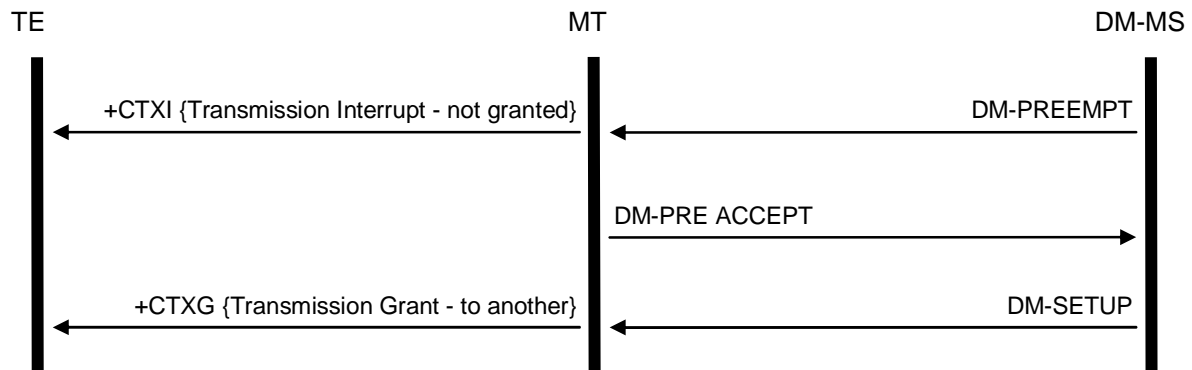 TE
MT
DM-MS
+CTXI {Transmission Interrupt - not granted}
DM-PREEMPT
DM-PRE ACCEPT
+CTXG {Transmission Grant - to another}
DM-SETUP